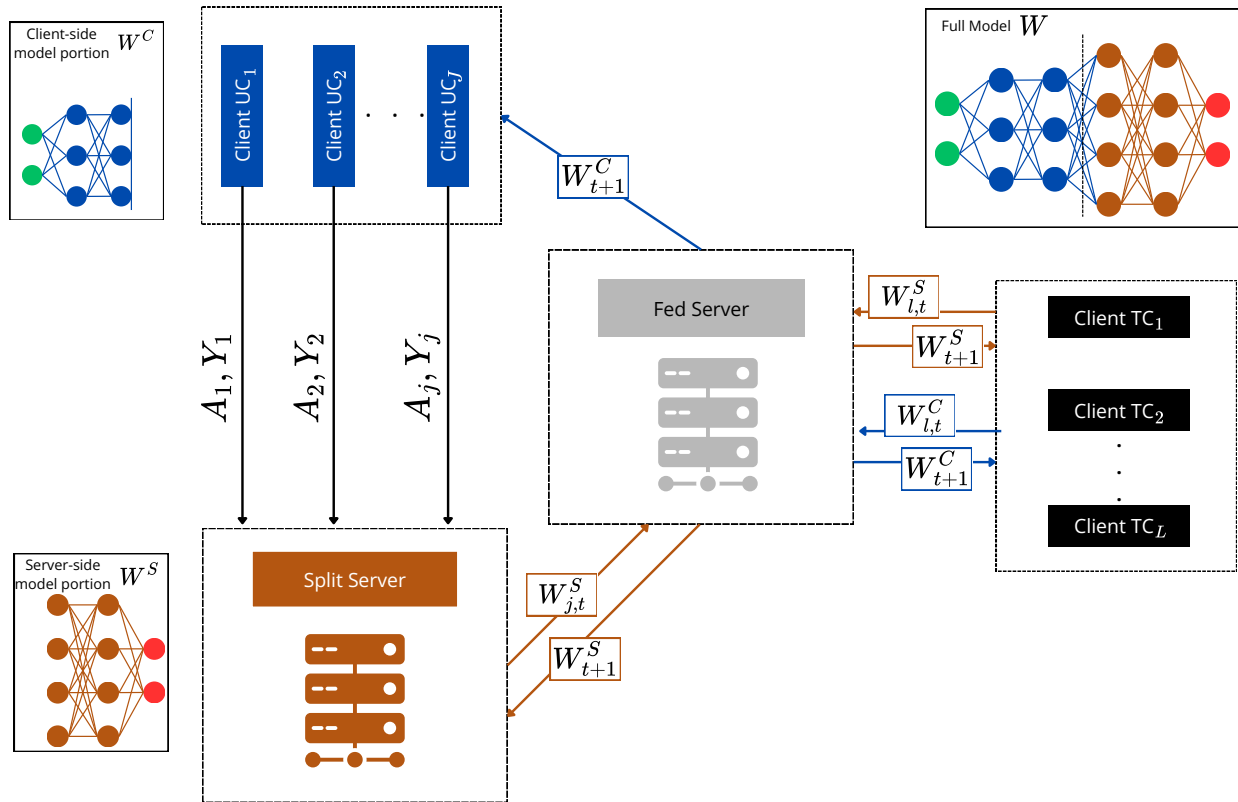 Client-side
model portion W^C
Client UC_1
Client UC_2
. . .
Client UC_J
Full Model W
W^C_{t+1}
Fed Server
W^S_{l,t}
W^S_{t+1}
W^C_{l,t}
W^C_{t+1}
Client TC_1
Client TC_2
.
.
.
Client TC_L
A_1, Y_1
A_2, Y_2
A_j, Y_j
Server-side
model portion W^S
Split Server
W^S_{j,t}
W^S_{t+1}